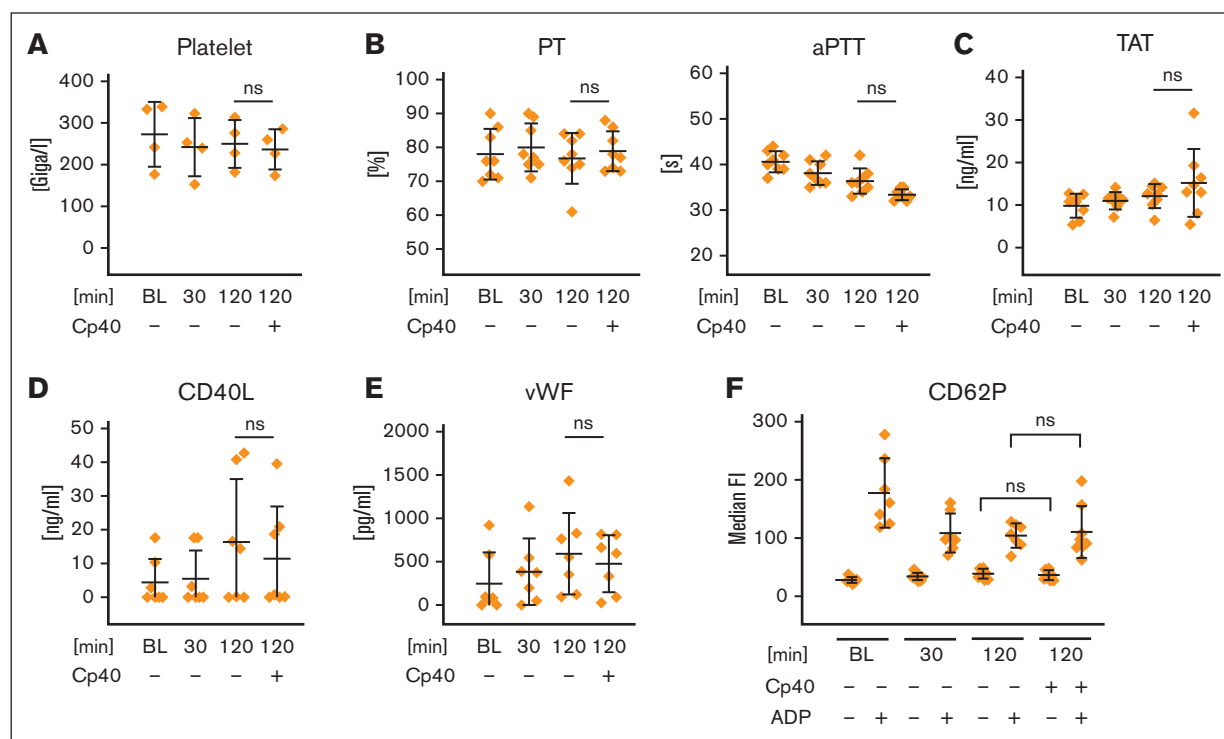 A Platelet
[Giga/l]
400
300
200
100
0
ns
[min] BL 30 120 120
Cp40 – – – +
B PT
[%]
100
90
80
70
60
50
ns
[min] BL 30 120 120
Cp40 – – – +
aPTT
[s]
60
50
40
30
20
ns
BL 30 120 120
Cp40 – – – +
C TAT
[ng/ml]
40
30
20
10
0
ns
[min] BL 30 120 120
Cp40 – – – +
D CD40L
[ng/ml]
50
40
30
20
10
0
ns
[min] BL 30 120 120
Cp40 – – – +
E vWF
[pg/ml]
2000
1500
1000
500
0
ns
[min] BL 30 120 120
Cp40 – – – +
F CD62P
Median FI
300
200
100
0
ns
ns
[min] BL 30 120 120
Cp40 – – – – – – + +
ADP – + – + – + – +